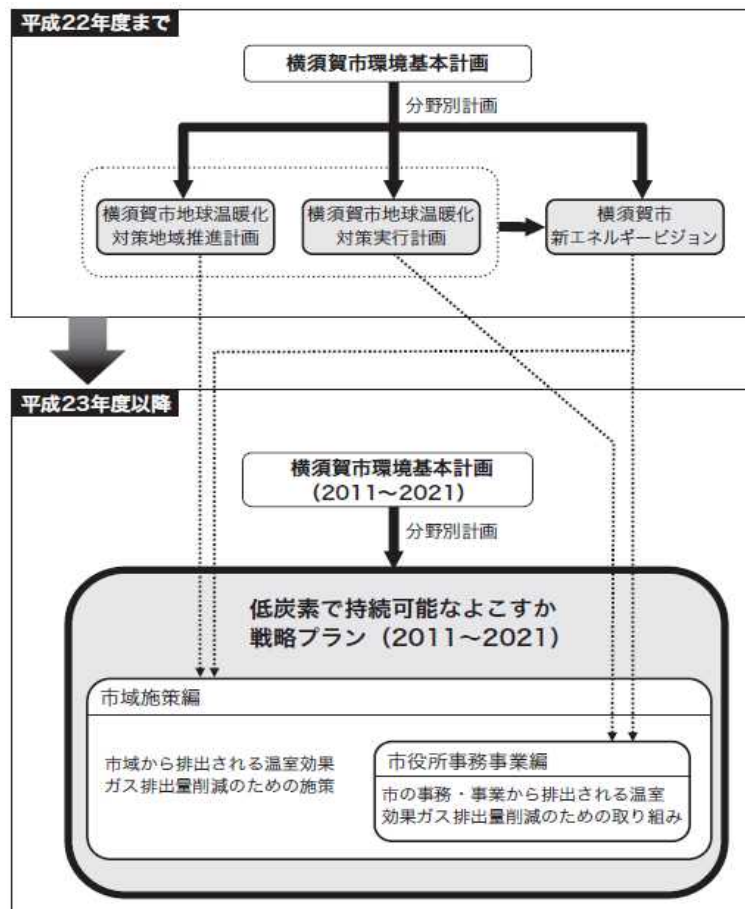 平成22年度まで
横須賀市環境基本計画
分野別計画
横須賀市地球温暖化
対策地域推進計画
横須賀市地球温暖化
対策実行計画
横須賀市
新エネルギービジョン
平成23年度以降
横須賀市環境基本計画
(2011〜2021)
分野別計画
低炭素で持続可能なよこすか
戦略プラン(2011〜2021)
市域施策編
市域から排出される温室効果
ガス排出量削減のための施策
市役所事務事業編
市の事務・事業から排出される温室
効果ガス排出量削減のための取り組み